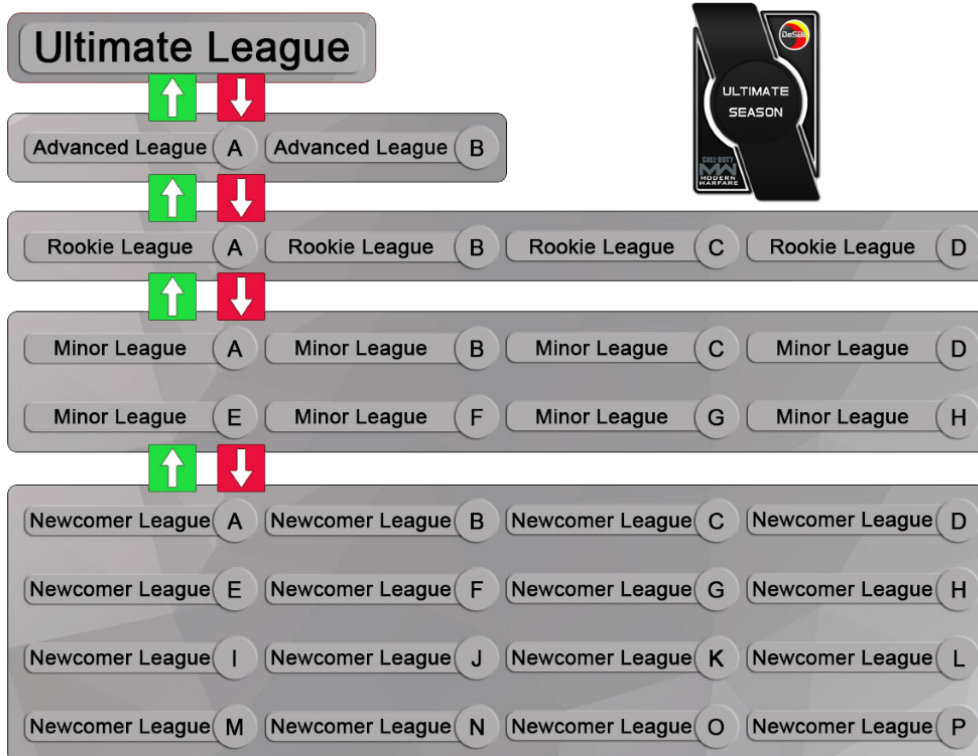 Ultimate League
DeSBL
ULTIMATE
SEASON
CALL·DUTY
MW
MODERN
WARFARE
Advanced League A Advanced League B
Rookie League A Rookie League B Rookie League C Rookie League D
Minor League A Minor League B Minor League C Minor League D
Minor League E Minor League F Minor League G Minor League H
Newcomer League A Newcomer League B Newcomer League C Newcomer League D
Newcomer League E Newcomer League F Newcomer League G Newcomer League H
Newcomer League I Newcomer League J Newcomer League K Newcomer League L
Newcomer League M Newcomer League N Newcomer League O Newcomer League P